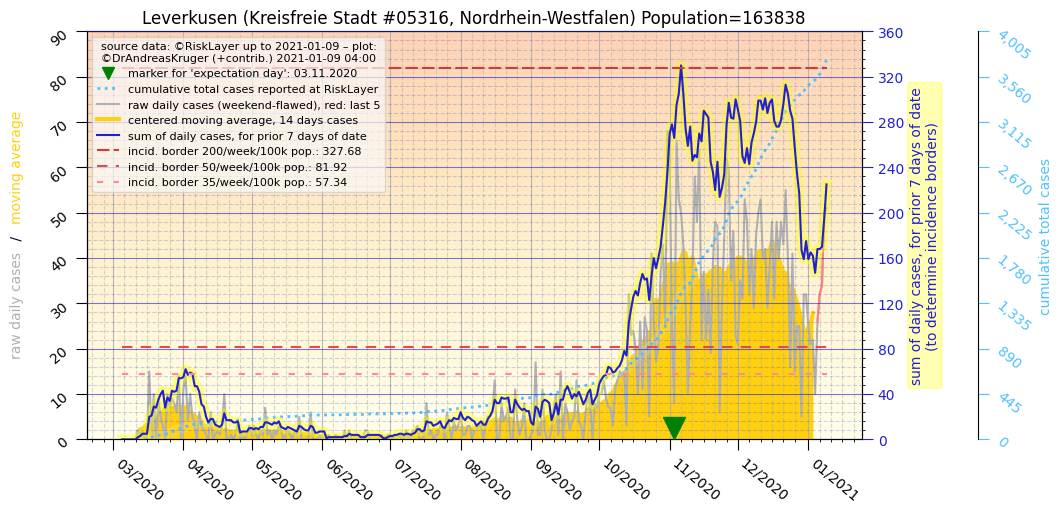 Leverkusen (Kreisfreie Stadt #05316, Nordrhein-Westfalen) Population=163838
source data: ©RiskLayer up to 2021-01-09 – plot:
©DrAndreasKruger (+contrib.) 2021-01-09 04:00
marker for 'expectation day': 03.11.2020
cumulative total cases reported at RiskLayer
raw daily cases (weekend-flawed), red: last 5
centered moving average, 14 days cases
sum of daily cases, for prior 7 days of date
incid. border 200/week/100k pop.: 327.68
incid. border 50/week/100k pop.: 81.92
incid. border 35/week/100k pop.: 57.34
raw daily cases / moving average
90
80
70
60
50
40
30
20
10
0
03/2020
04/2020
05/2020
06/2020
07/2020
08/2020
09/2020
10/2020
11/2020
12/2020
01/2021
360
320
280
240
200
160
120
80
40
0
sum of daily cases, for prior 7 days of date
(to determine incidence borders)
4,005
3,560
3,115
2,670
2,225
1,780
1,335
890
445
0
cumulative total cases